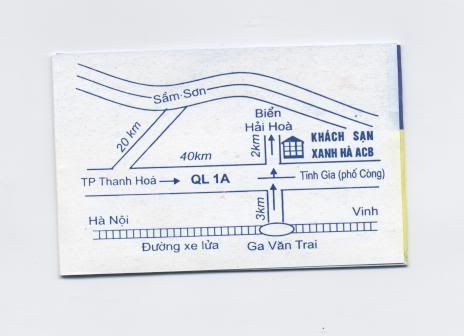 Sầm Sơn
Biển
Hải Hoà
20 km
40km
2km
KHÁCH SẠN
XANH HÀ ACB
TP Thanh Hoá
QL 1A
Tĩnh Gia (phố Còng)
3km
Hà Nội
Vinh
Đường xe lửa
Ga Văn Trai